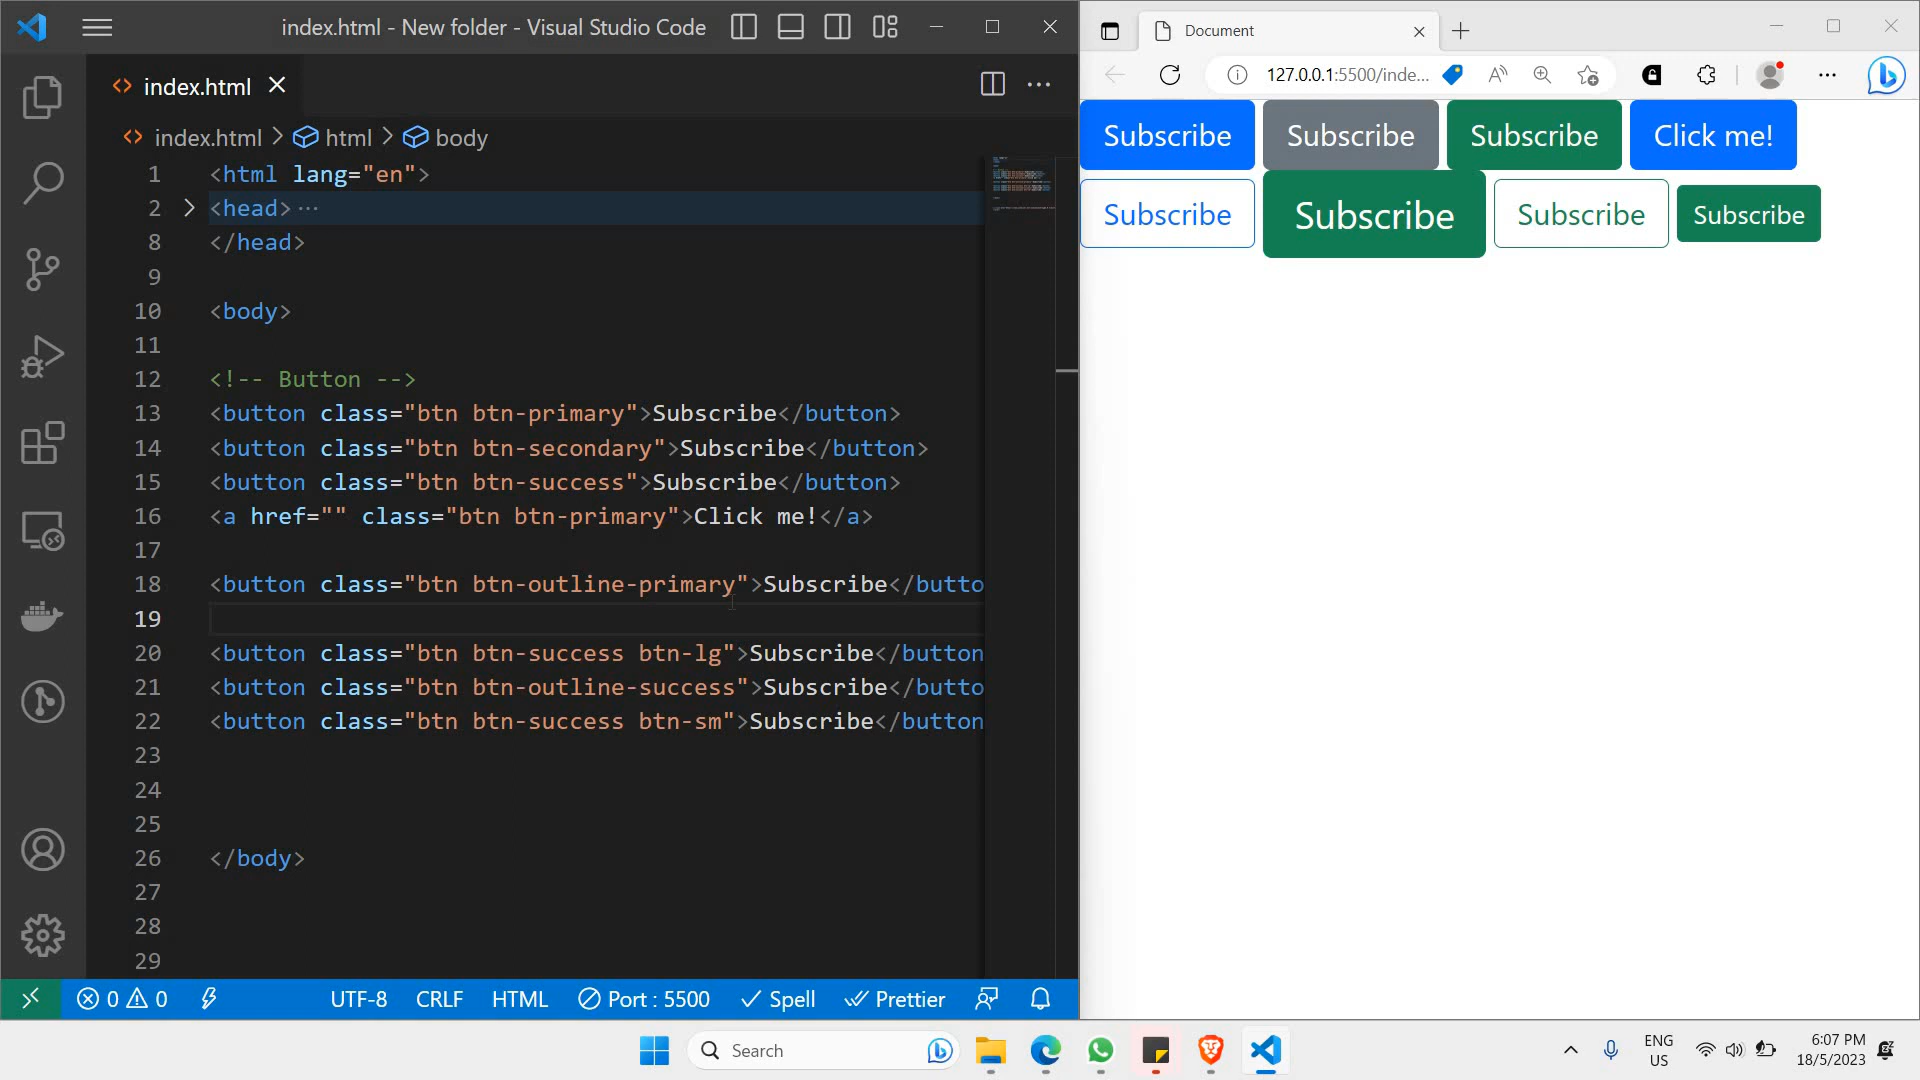 index.html - New folder - Visual Studio Code
index.html
index.html > html > body
1 <html lang="en">
2 <head> ...
8 </head>
9
10 <body>
11
12 <!-- Button -->
13 <button class="btn btn-primary">Subscribe</button>
14 <button class="btn btn-secondary">Subscribe</button>
15 <button class="btn btn-success">Subscribe</button>
16 <a href="" class="btn btn-primary">Click me!</a>
17
18 <button class="btn btn-outline-primary">Subscribe</butto
19
20 <button class="btn btn-success btn-lg">Subscribe</button
21 <button class="btn btn-outline-success">Subscribe</butto
22 <button class="btn btn-success btn-sm">Subscribe</button
23
24
25
26 </body>
27
28
29
0 0 UTF-8 CRLF HTML Port : 5500 Spell Prettier
Document
127.0.0.1:5500/inde...
Subscribe Subscribe Subscribe Click me!
Subscribe Subscribe Subscribe Subscribe
Search
ENG
US
6:07 PM
18/5/2023